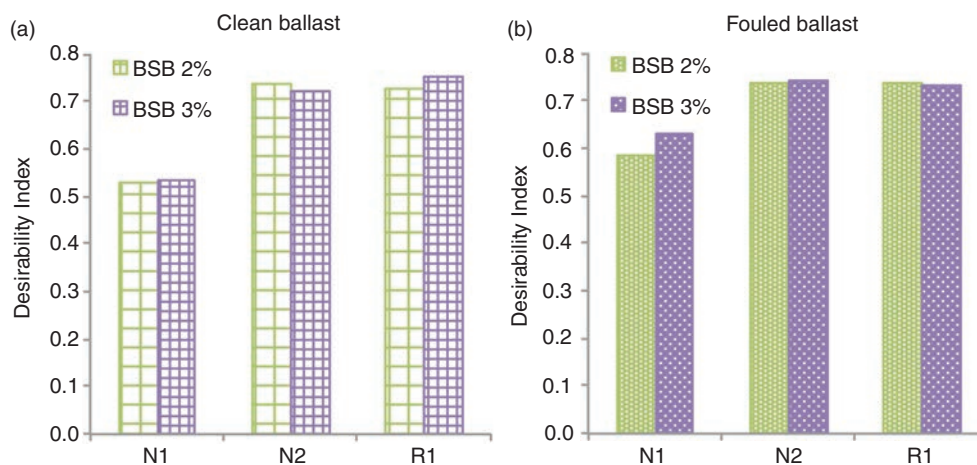 (a)
Clean ballast
BSB 2%
BSB 3%
Desirability Index
0.8
0.7
0.6
0.5
0.4
0.3
0.2
0.1
0.0
N1 N2 R1
(b)
Fouled ballast
BSB 2%
BSB 3%
Desirability Index
0.8
0.7
0.6
0.5
0.4
0.3
0.2
0.1
0.0
N1 N2 R1